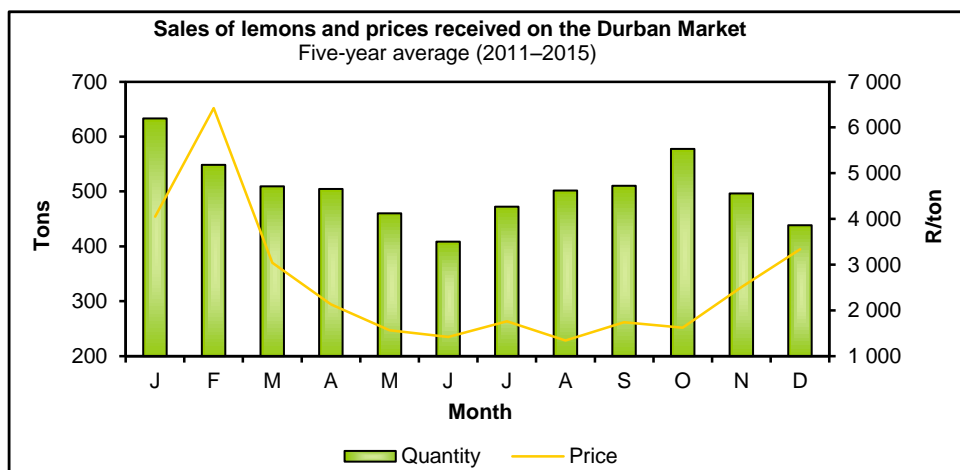 Sales of lemons and prices received on the Durban Market
Five-year average (2011–2015)
700
600
500
400
300
200
Tons
7 000
6 000
5 000
4 000
3 000
2 000
1 000
R/ton
J F M A M J J A S O N D
Month
Quantity Price